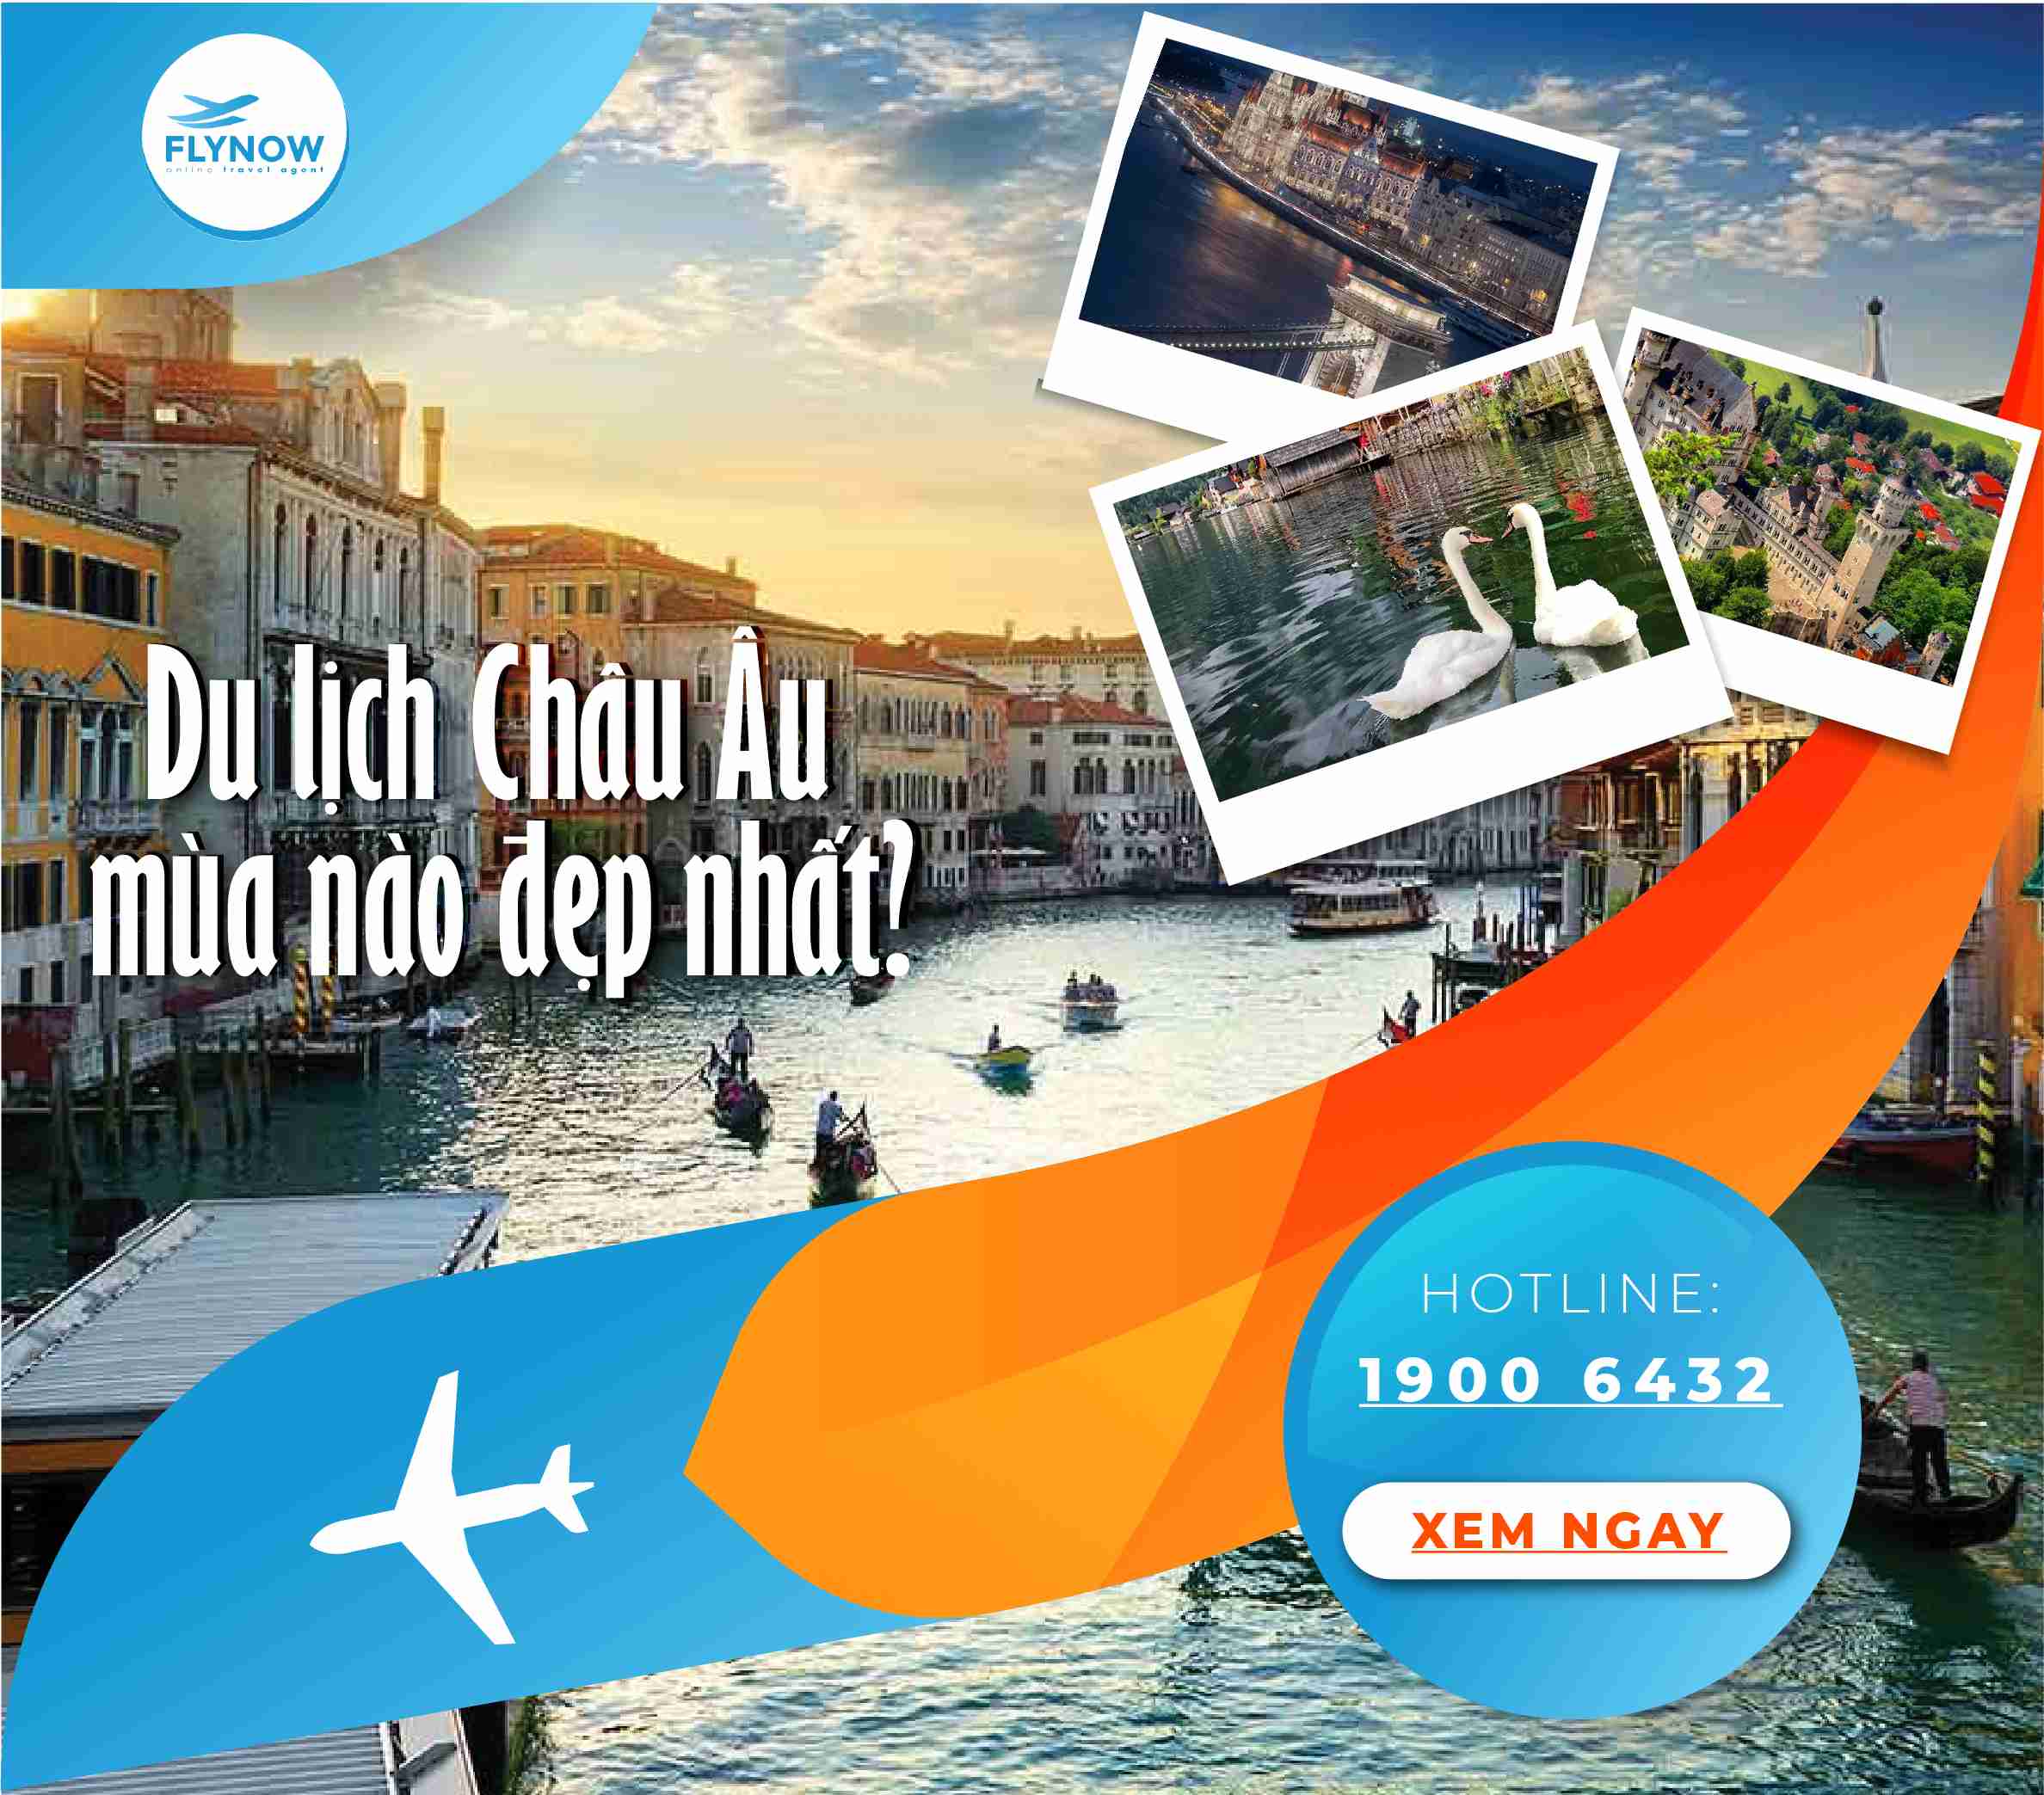 FLYNOW
online travel agent
Du lịch Châu Âu
mùa nào đẹp nhất?
HOTLINE:
1900 6432
XEM NGAY